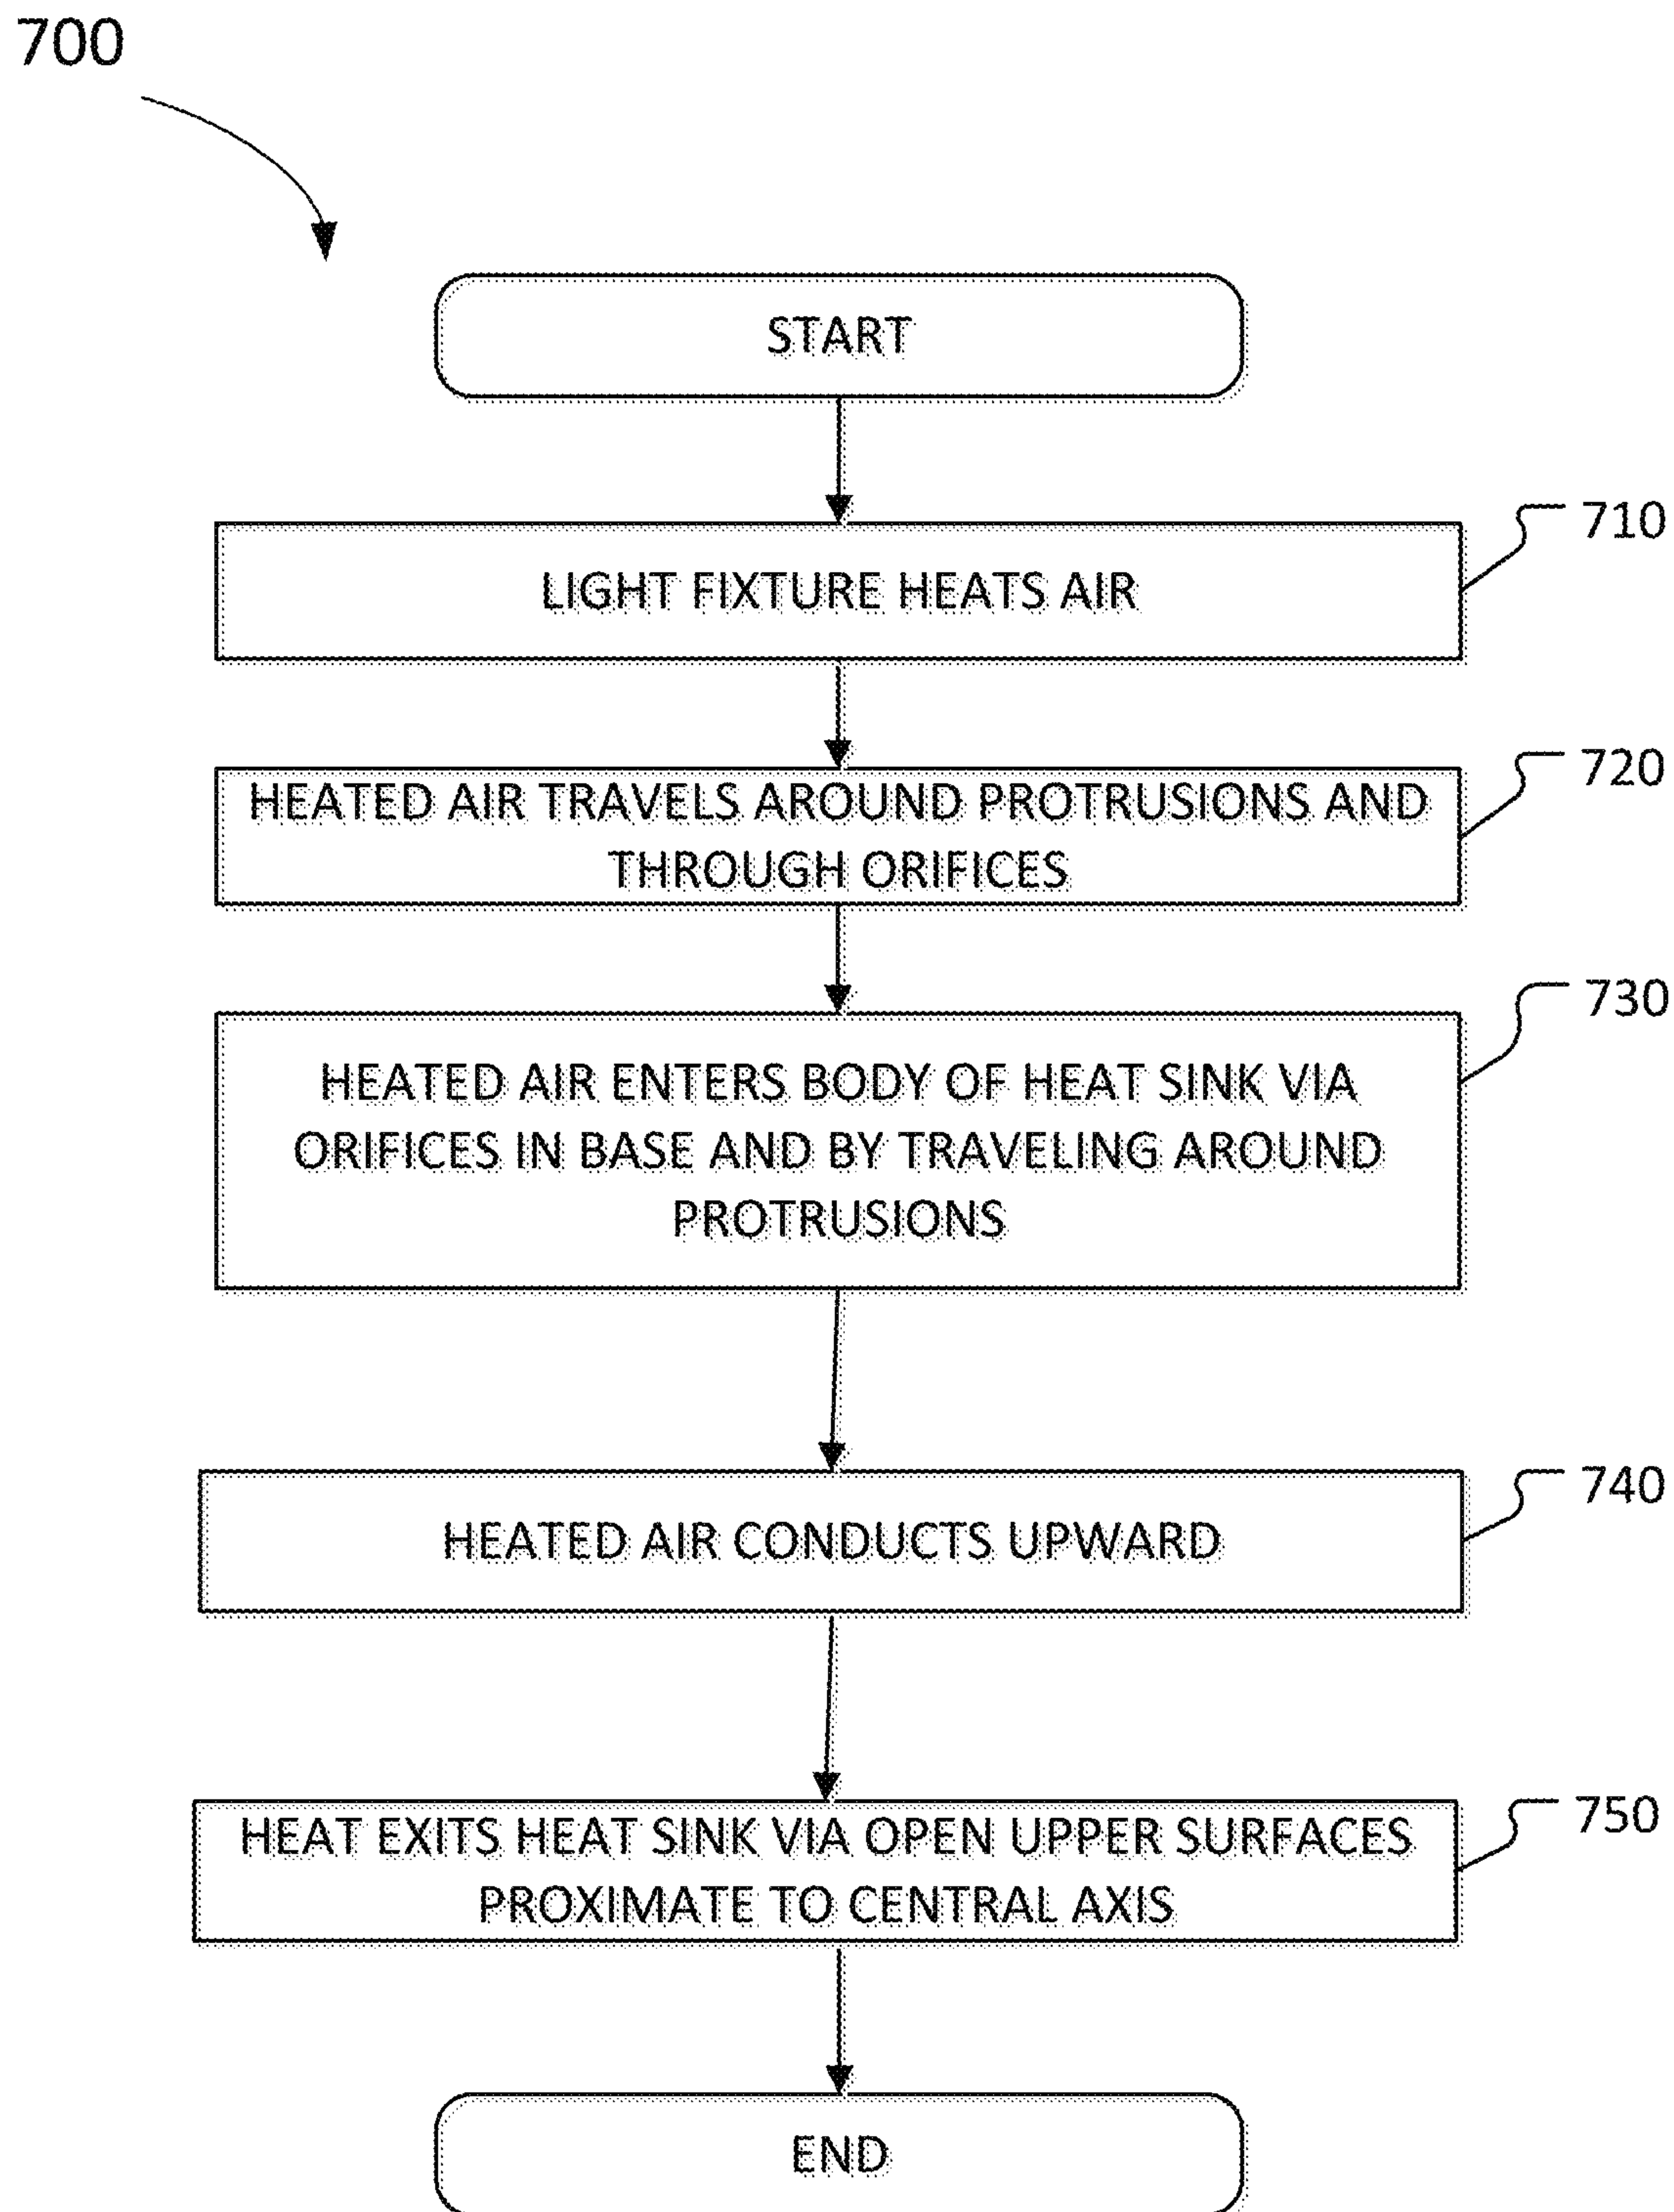 700
START
710
LIGHT FIXTURE HEATS AIR
720
HEATED AIR TRAVELS AROUND PROTRUSIONS AND
THROUGH ORIFICES
730
HEATED AIR ENTERS BODY OF HEAT SINK VIA
ORIFICES IN BASE AND BY TRAVELING AROUND
PROTRUSIONS
740
HEATED AIR CONDUCTS UPWARD
750
HEAT EXITS HEAT SINK VIA OPEN UPPER SURFACES
PROXIMATE TO CENTRAL AXIS
END